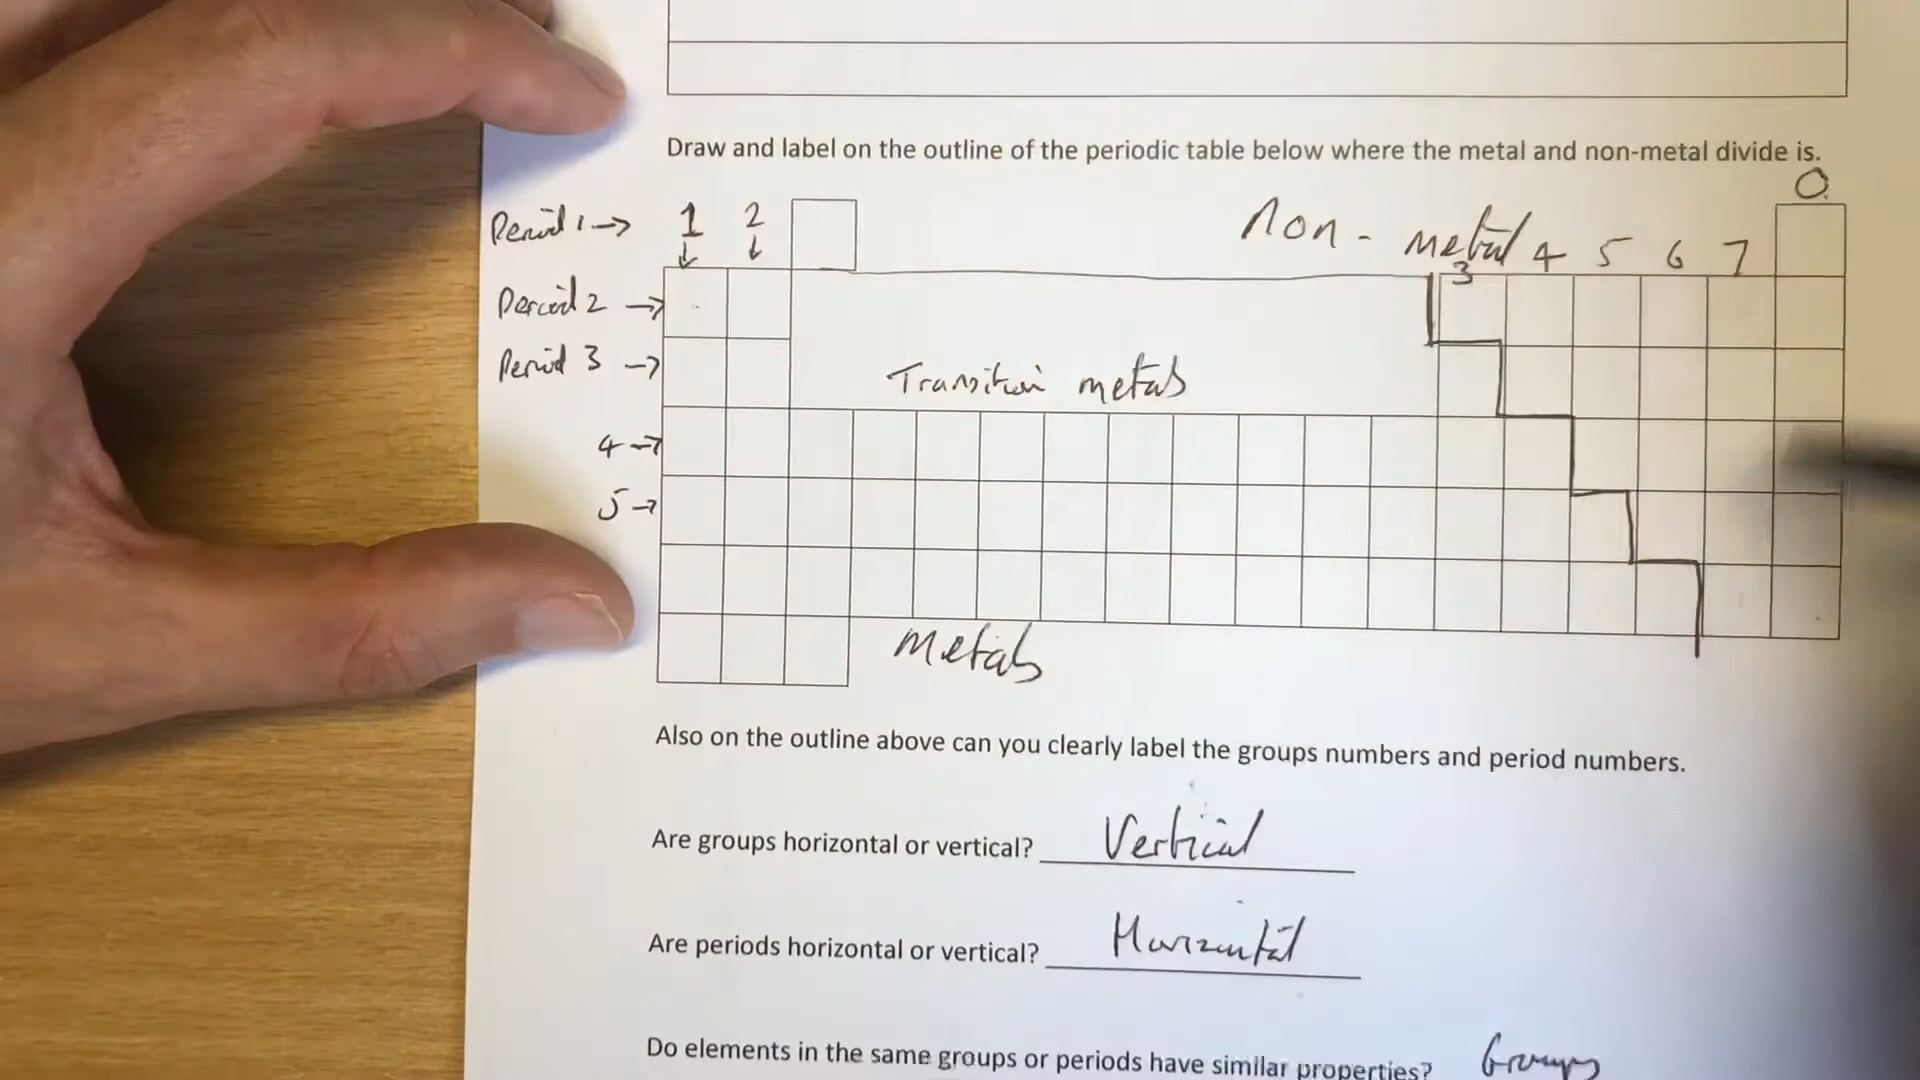 Draw and label on the outline of the periodic table below where the metal and non-metal divide is.
0
Period 1 → 1 2 Non - metal 4 5 6 7
3
Period 2 →
Period 3 →
Transition metals
4 →
5 →
metals
Also on the outline above can you clearly label the groups numbers and period numbers.
Are groups horizontal or vertical? Vertical
Are periods horizontal or vertical? Horizontal
Do elements in the same groups or periods have similar properties? Groups